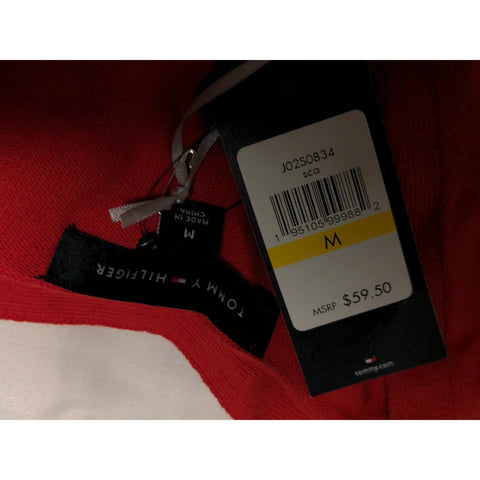 J02S0834
sca
1 95105 99988 2
M
MSRP $59.50
tommy.com
M
MADE IN
CHINA
TOMMY HILFIGER